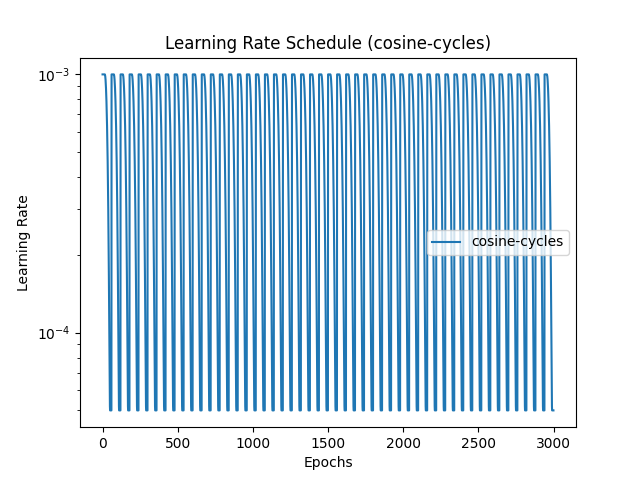 Learning Rate Schedule (cosine-cycles)
10⁻³
10⁻⁴
Learning Rate
cosine-cycles
0 500 1000 1500 2000 2500 3000
Epochs